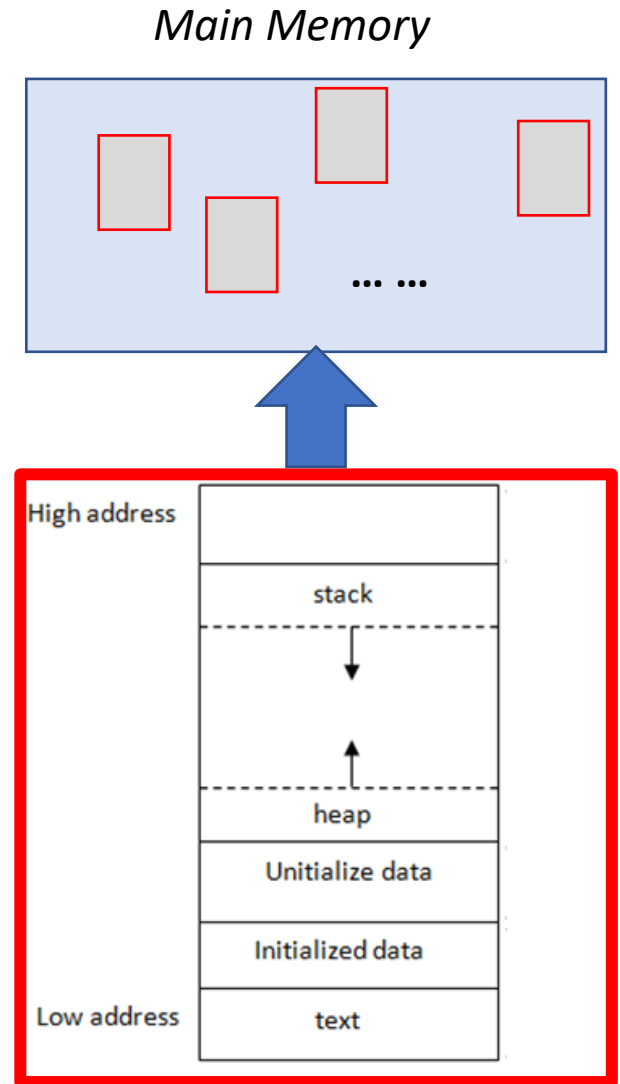 Main Memory
... ...
High address
stack
heap
Unitialize data
Initialized data
Low address
text